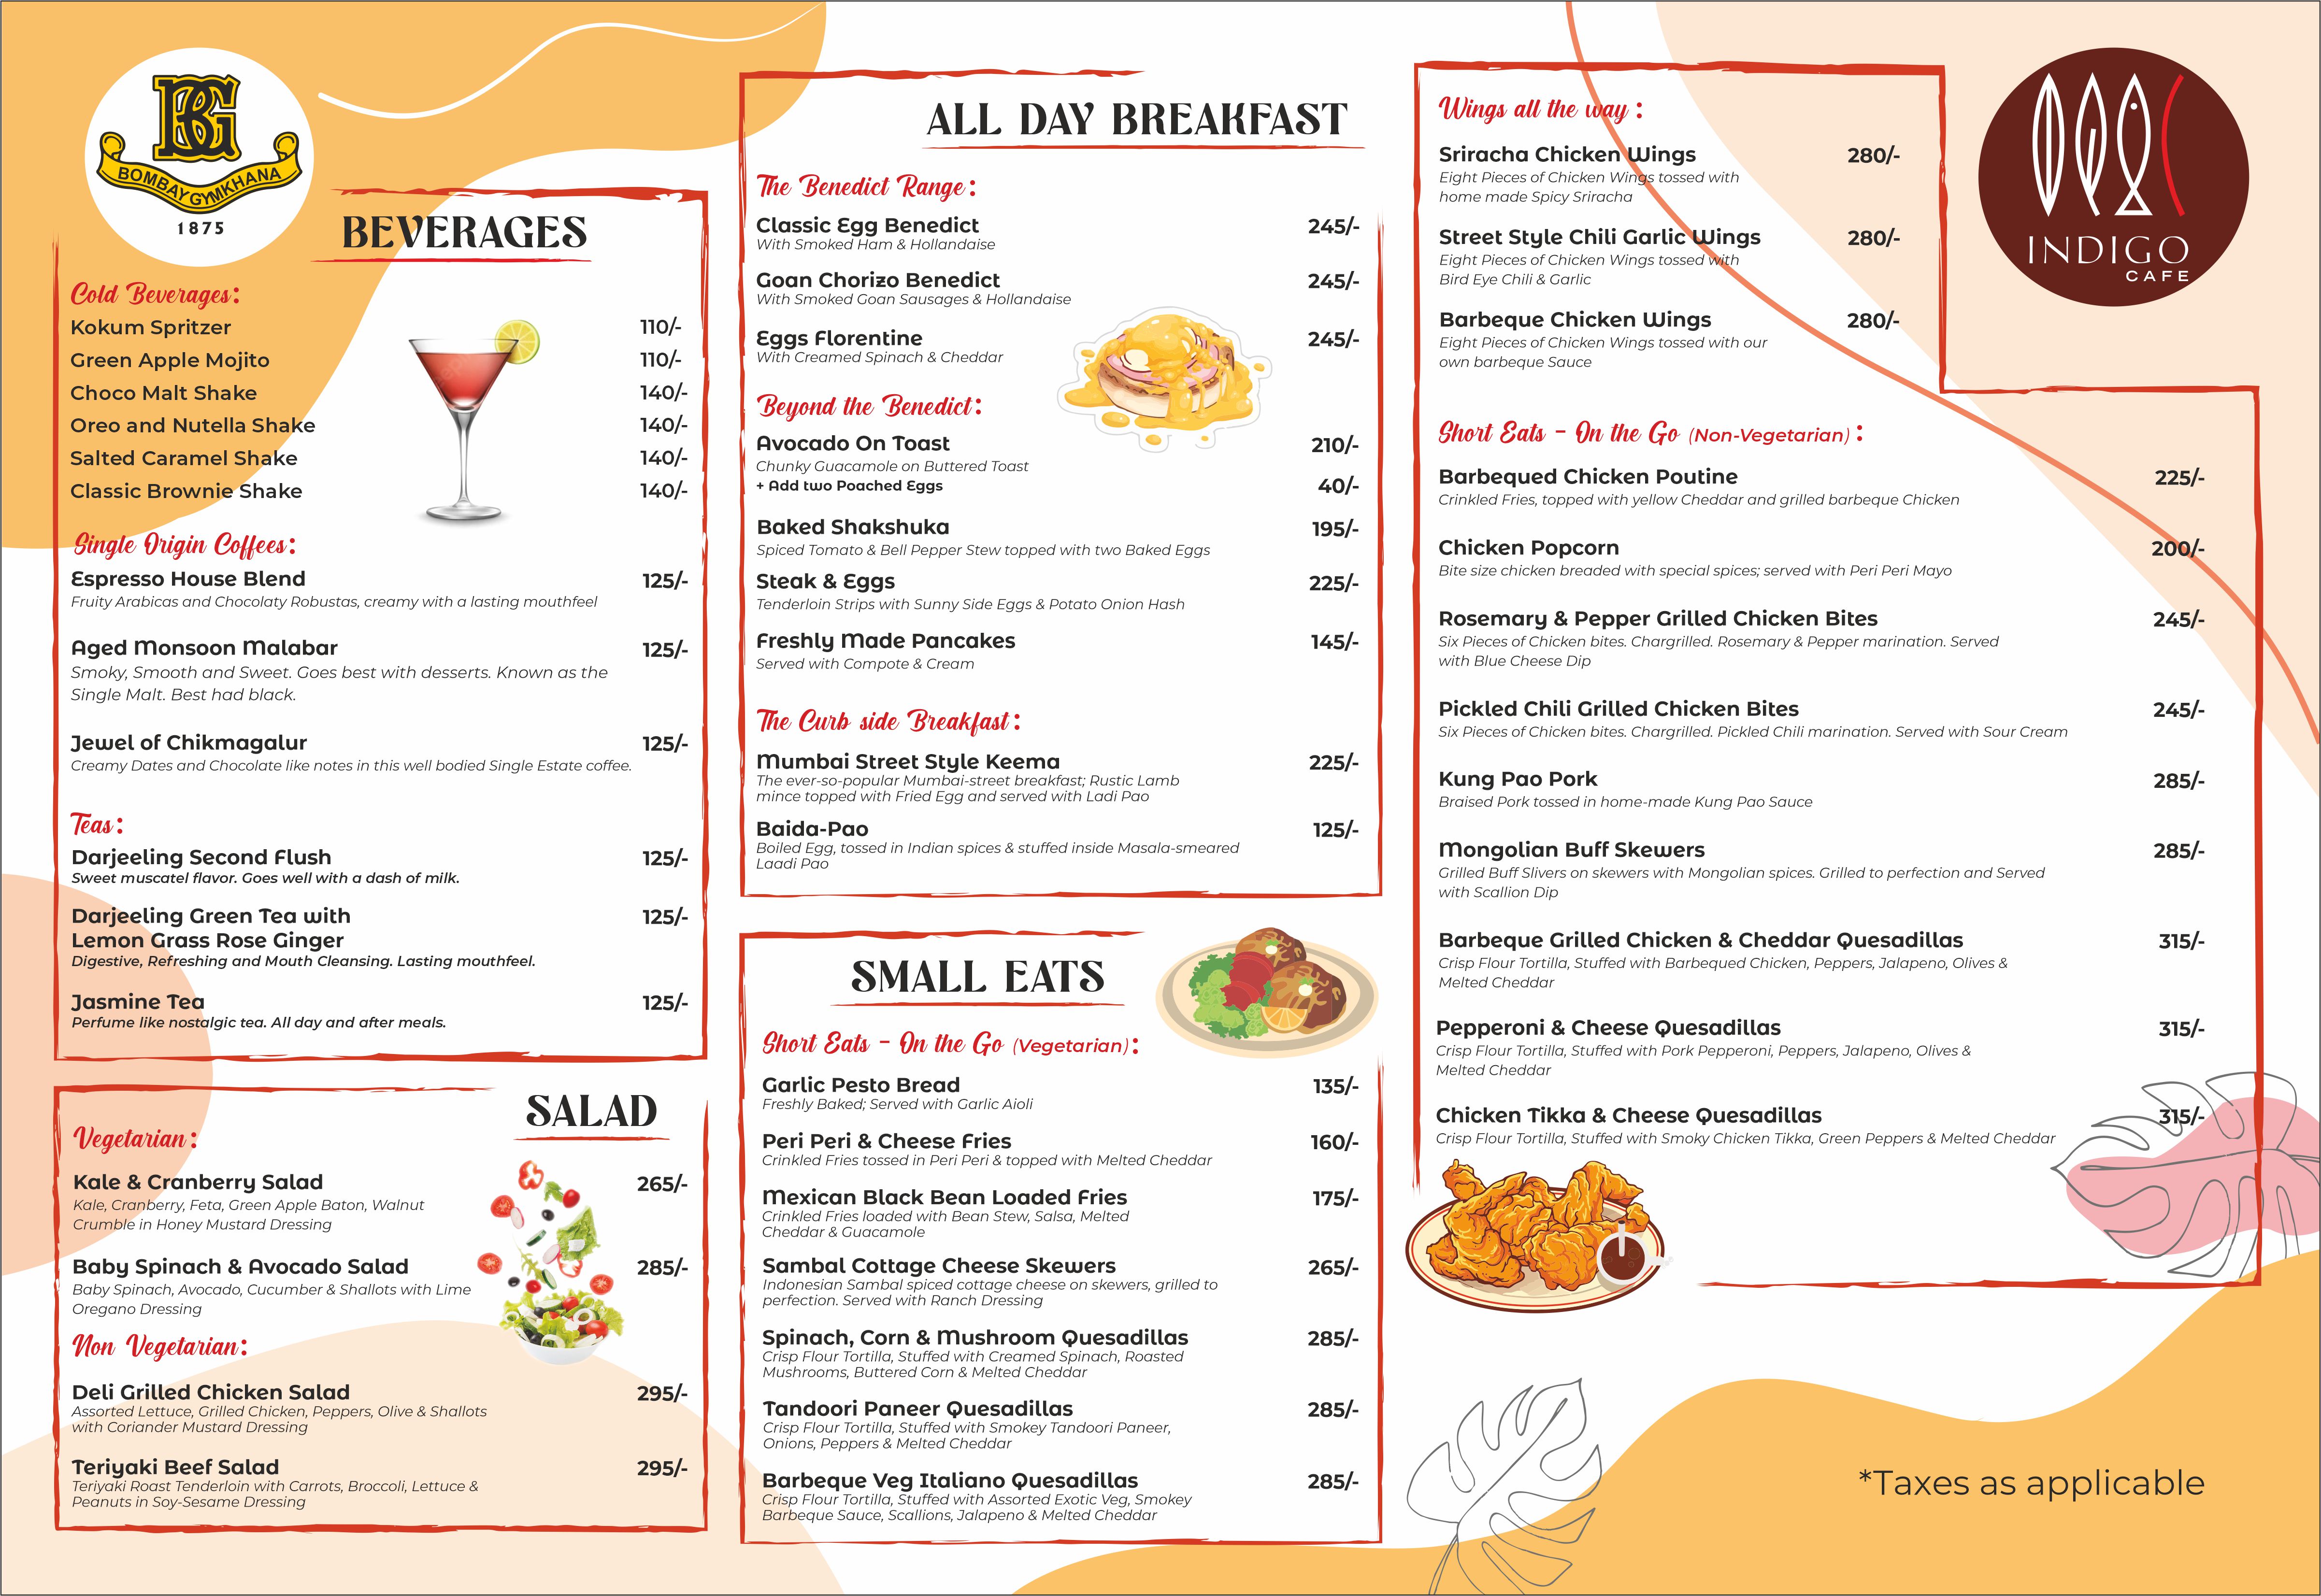 BG
BOMBAY GYMKHANA
1875
BEVERAGES
Cold Beverages:
Kokum Spritzer 110/-
Green Apple Mojito 110/-
Choco Malt Shake 140/-
Oreo and Nutella Shake 140/-
Salted Caramel Shake 140/-
Classic Brownie Shake 140/-
Single Origin Coffees:
Espresso House Blend 125/-
Fruity Arabicas and Chocolaty Robustas, creamy with a lasting mouthfeel
Aged Monsoon Malabar 125/-
Smoky, Smooth and Sweet. Goes best with desserts. Known as the
Single Malt. Best had black.
Jewel of Chikmagalur 125/-
Creamy Dates and Chocolate like notes in this well bodied Single Estate coffee.
Teas:
Darjeeling Second Flush 125/-
Sweet muscatel flavor. Goes well with a dash of milk.
Darjeeling Green Tea with 125/-
Lemon Grass Rose Ginger
Digestive, Refreshing and Mouth Cleansing. Lasting mouthfeel.
Jasmine Tea 125/-
Perfume like nostalgic tea. All day and after meals.
SALAD
Vegetarian:
Kale & Cranberry Salad 265/-
Kale, Cranberry, Feta, Green Apple Baton, Walnut
Crumble in Honey Mustard Dressing
Baby Spinach & Avocado Salad 285/-
Baby Spinach, Avocado, Cucumber & Shallots with Lime
Oregano Dressing
Non Vegetarian:
Deli Grilled Chicken Salad 295/-
Assorted Lettuce, Grilled Chicken, Peppers, Olive & Shallots
with Coriander Mustard Dressing
Teriyaki Beef Salad 295/-
Teriyaki Roast Tenderloin with Carrots, Broccoli, Lettuce &
Peanuts in Soy-Sesame Dressing
ALL DAY BREAKFAST
The Benedict Range:
Classic Egg Benedict 245/-
With Smoked Ham & Hollandaise
Goan Chorizo Benedict 245/-
With Smoked Goan Sausages & Hollandaise
Eggs Florentine 245/-
With Creamed Spinach & Cheddar
Beyond the Benedict:
Avocado On Toast 210/-
Chunky Guacamole on Buttered Toast
+ Add two Poached Eggs 40/-
Baked Shakshuka 195/-
Spiced Tomato & Bell Pepper Stew topped with two Baked Eggs
Steak & Eggs 225/-
Tenderloin Strips with Sunny Side Eggs & Potato Onion Hash
Freshly Made Pancakes 145/-
Served with Compote & Cream
The Curb side Breakfast:
Mumbai Street Style Keema 225/-
The ever-so-popular Mumbai-street breakfast; Rustic Lamb
mince topped with Fried Egg and served with Ladi Pao
Baida-Pao 125/-
Boiled Egg, tossed in Indian spices & stuffed inside Masala-smeared
Laadi Pao
SMALL EATS
Short Eats - On the Go (Vegetarian):
Garlic Pesto Bread 135/-
Freshly Baked; Served with Garlic Aioli
Peri Peri & Cheese Fries 160/-
Crinkled Fries tossed in Peri Peri & topped with Melted Cheddar
Mexican Black Bean Loaded Fries 175/-
Crinkled Fries loaded with Bean Stew, Salsa, Melted
Cheddar & Guacamole
Sambal Cottage Cheese Skewers 265/-
Indonesian Sambal spiced cottage cheese on skewers, grilled to
perfection. Served with Ranch Dressing
Spinach, Corn & Mushroom Quesadillas 285/-
Crisp Flour Tortilla, Stuffed with Creamed Spinach, Roasted
Mushrooms, Buttered Corn & Melted Cheddar
Tandoori Paneer Quesadillas 285/-
Crisp Flour Tortilla, Stuffed with Smokey Tandoori Paneer,
Onions, Peppers & Melted Cheddar
Barbeque Veg Italiano Quesadillas 285/-
Crisp Flour Tortilla, Stuffed with Assorted Exotic Veg, Smokey
Barbeque Sauce, Scallions, Jalapeno & Melted Cheddar
Wings all the way:
Sriracha Chicken Wings 280/-
Eight Pieces of Chicken Wings tossed with
home made Spicy Sriracha
Street Style Chili Garlic Wings 280/-
Eight Pieces of Chicken Wings tossed with
Bird Eye Chili & Garlic
Barbeque Chicken Wings 280/-
Eight Pieces of Chicken Wings tossed with our
own barbeque Sauce
INDIGO
CAFE
Short Eats - On the Go (Non-Vegetarian):
Barbequed Chicken Poutine 225/-
Crinkled Fries, topped with yellow Cheddar and grilled barbeque Chicken
Chicken Popcorn 200/-
Bite size chicken breaded with special spices; served with Peri Peri Mayo
Rosemary & Pepper Grilled Chicken Bites 245/-
Six Pieces of Chicken bites. Chargrilled. Rosemary & Pepper marination. Served
with Blue Cheese Dip
Pickled Chili Grilled Chicken Bites 245/-
Six Pieces of Chicken bites. Chargrilled. Pickled Chili marination. Served with Sour Cream
Kung Pao Pork 285/-
Braised Pork tossed in home-made Kung Pao Sauce
Mongolian Buff Skewers 285/-
Grilled Buff Slivers on skewers with Mongolian spices. Grilled to perfection and Served
with Scallion Dip
Barbeque Grilled Chicken & Cheddar Quesadillas 315/-
Crisp Flour Tortilla, Stuffed with Barbequed Chicken, Peppers, Jalapeno, Olives &
Melted Cheddar
Pepperoni & Cheese Quesadillas 315/-
Crisp Flour Tortilla, Stuffed with Pork Pepperoni, Peppers, Jalapeno, Olives &
Melted Cheddar
Chicken Tikka & Cheese Quesadillas 315/-
Crisp Flour Tortilla, Stuffed with Smoky Chicken Tikka, Green Peppers & Melted Cheddar
*Taxes as applicable